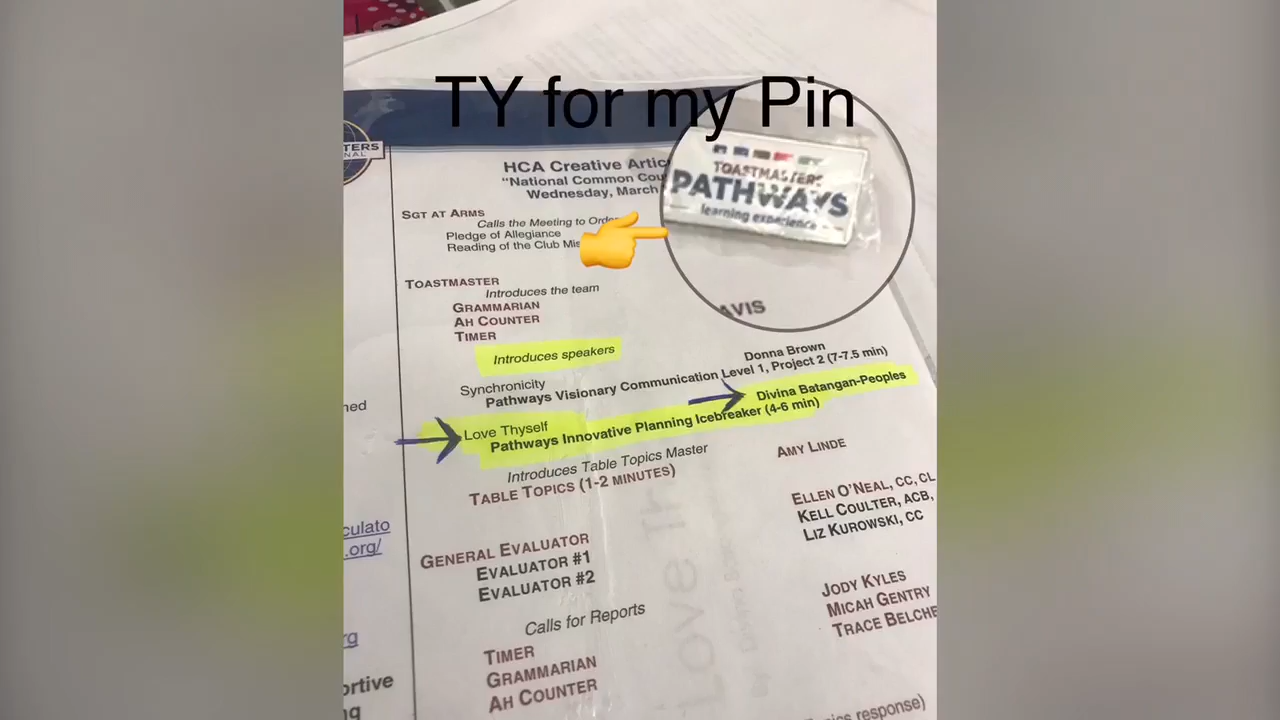 TY for my Pin
TERS
NAL
TOASTMASTERS
PATHWAYS
learning experience
HCA Creative Artic
"National Common Cou
Wednesday, March
SGT AT ARMS
Calls the Meeting to Order
Pledge of Allegiance
Reading of the Club Mis
TOASTMASTER
Introduces the team
GRAMMARIAN
AH COUNTER
TIMER
AVIS
Introduces speakers
Donna Brown
Synchronicity
Pathways Visionary Communication Level 1, Project 2 (7-7.5 min)
Love Thyself
Divina Batangan-Peoples
Pathways Innovative Planning Icebreaker (4-6 min)
Introduces Table Topics Master
TABLE TOPICS (1-2 MINUTES)
AMY LINDE
ELLEN O'NEAL, CC, CL
KELL COULTER, ACB,
LIZ KUROWSKI, CC
GENERAL EVALUATOR
EVALUATOR #1
EVALUATOR #2
JODY KYLES
MICAH GENTRY
TRACE BELCHE
Calls for Reports
TIMER
GRAMMARIAN
AH COUNTER
ned
culato
.org/
rg
ortive
ng
Love Th
ics response)